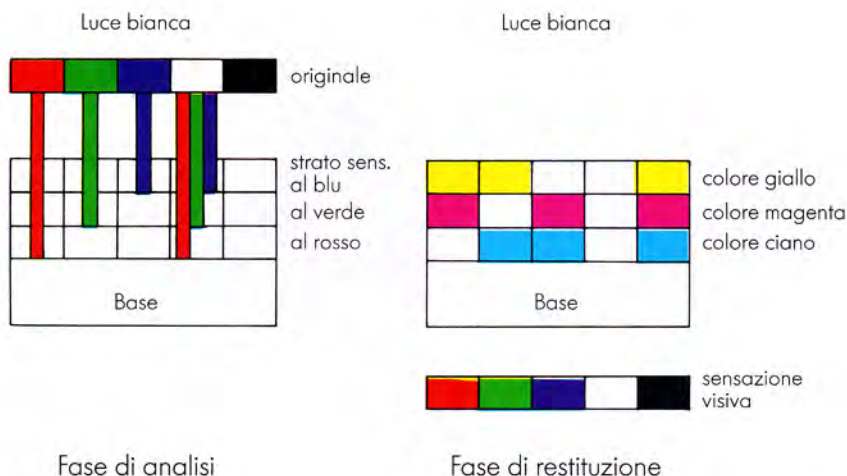 Luce bianca
originale
strato sens.
al blu
al verde
al rosso
Base
Fase di analisi
Luce bianca
colore giallo
colore magenta
colore ciano
Base
sensazione
visiva
Fase di restituzione